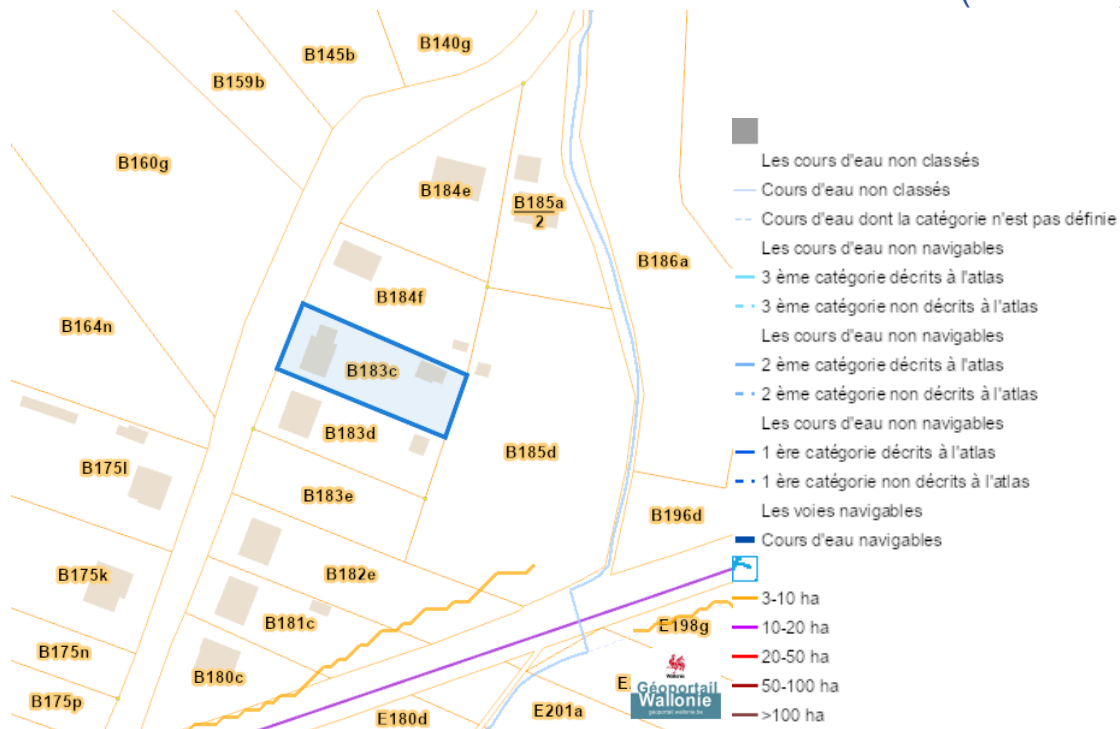 B140g
B145b
B159b
B160g
B184e
B185a
2
B186a
B184f
B164n
B183c
B183d
B185d
B175l
B183e
B196d
B182e
B175k
B181c
E198g
B175n
B180c
B175p
E180d
E201a
Les cours d'eau non classés
Cours d'eau non classés
Cours d'eau dont la catégorie n'est pas définie
Les cours d'eau non navigables
3 ème catégorie décrits à l'atlas
3 ème catégorie non décrits à l'atlas
Les cours d'eau non navigables
2 ème catégorie décrits à l'atlas
2 ème catégorie non décrits à l'atlas
Les cours d'eau non navigables
1 ère catégorie décrits à l'atlas
1 ère catégorie non décrits à l'atlas
Les voies navigables
Cours d'eau navigables
3-10 ha
10-20 ha
20-50 ha
50-100 ha
>100 ha
Wallonie
Géoportail
Wallonie
geoportail.wallonie.be